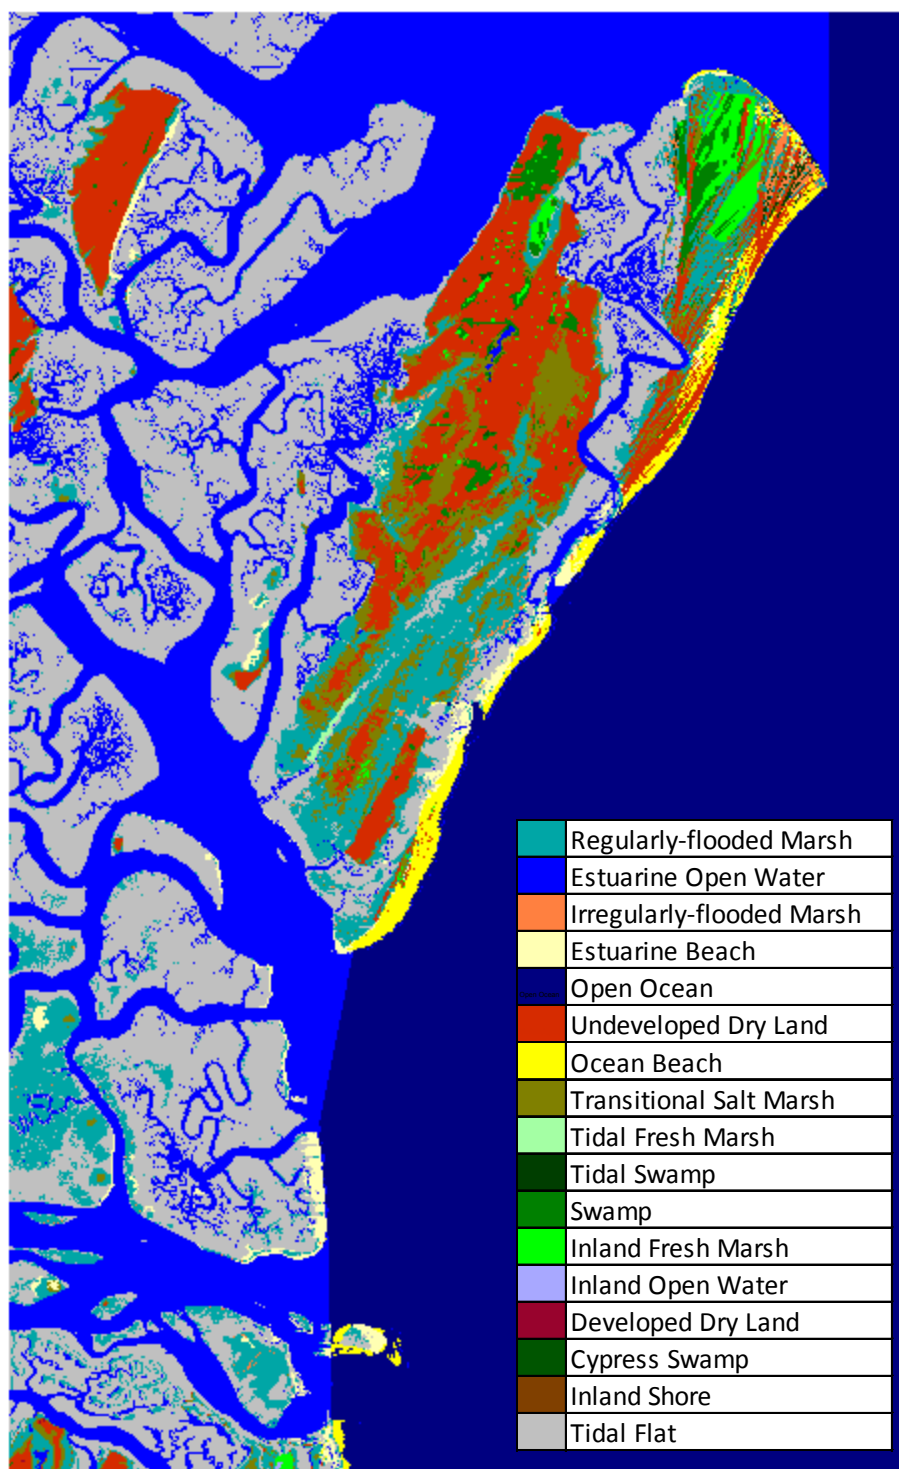 Regularly-flooded Marsh
Estuarine Open Water
Irregularly-flooded Marsh
Estuarine Beach
Open Ocean
Undeveloped Dry Land
Ocean Beach
Transitional Salt Marsh
Tidal Fresh Marsh
Tidal Swamp
Swamp
Inland Fresh Marsh
Inland Open Water
Developed Dry Land
Cypress Swamp
Inland Shore
Tidal Flat